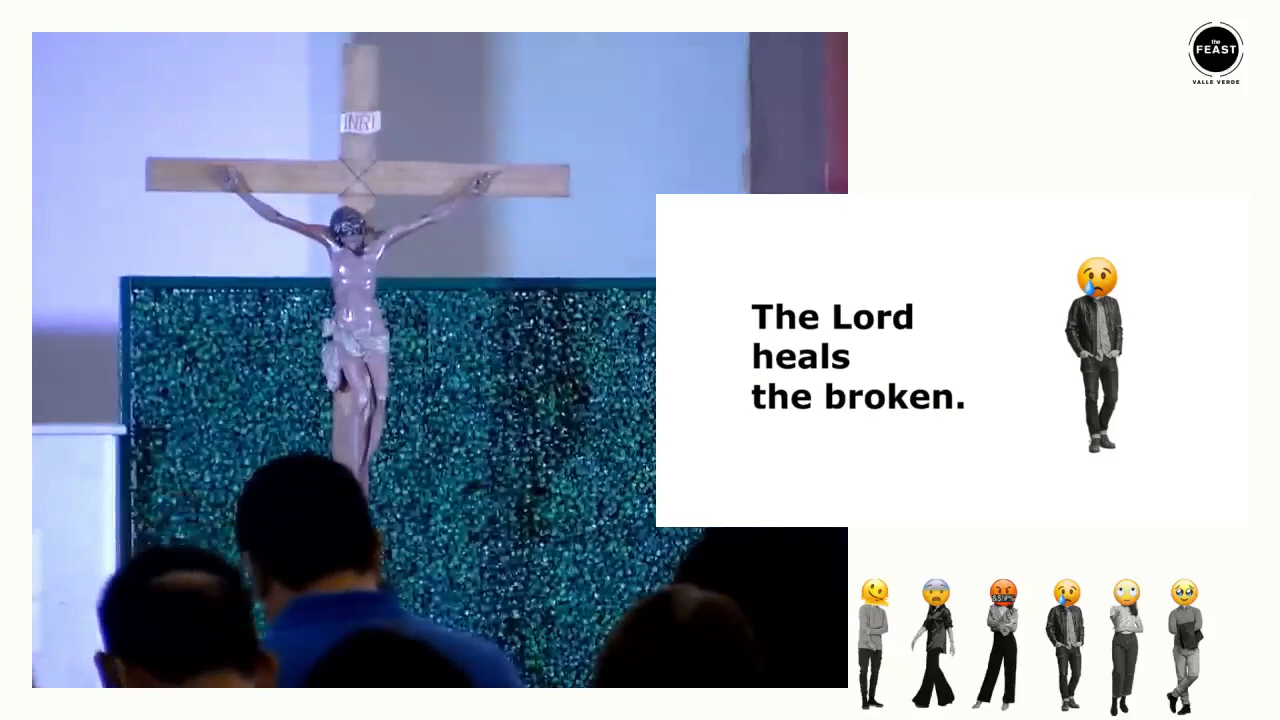 the
FEAST
VALLE VERDE
INRI
The Lord
heals
the broken.
&$!#%